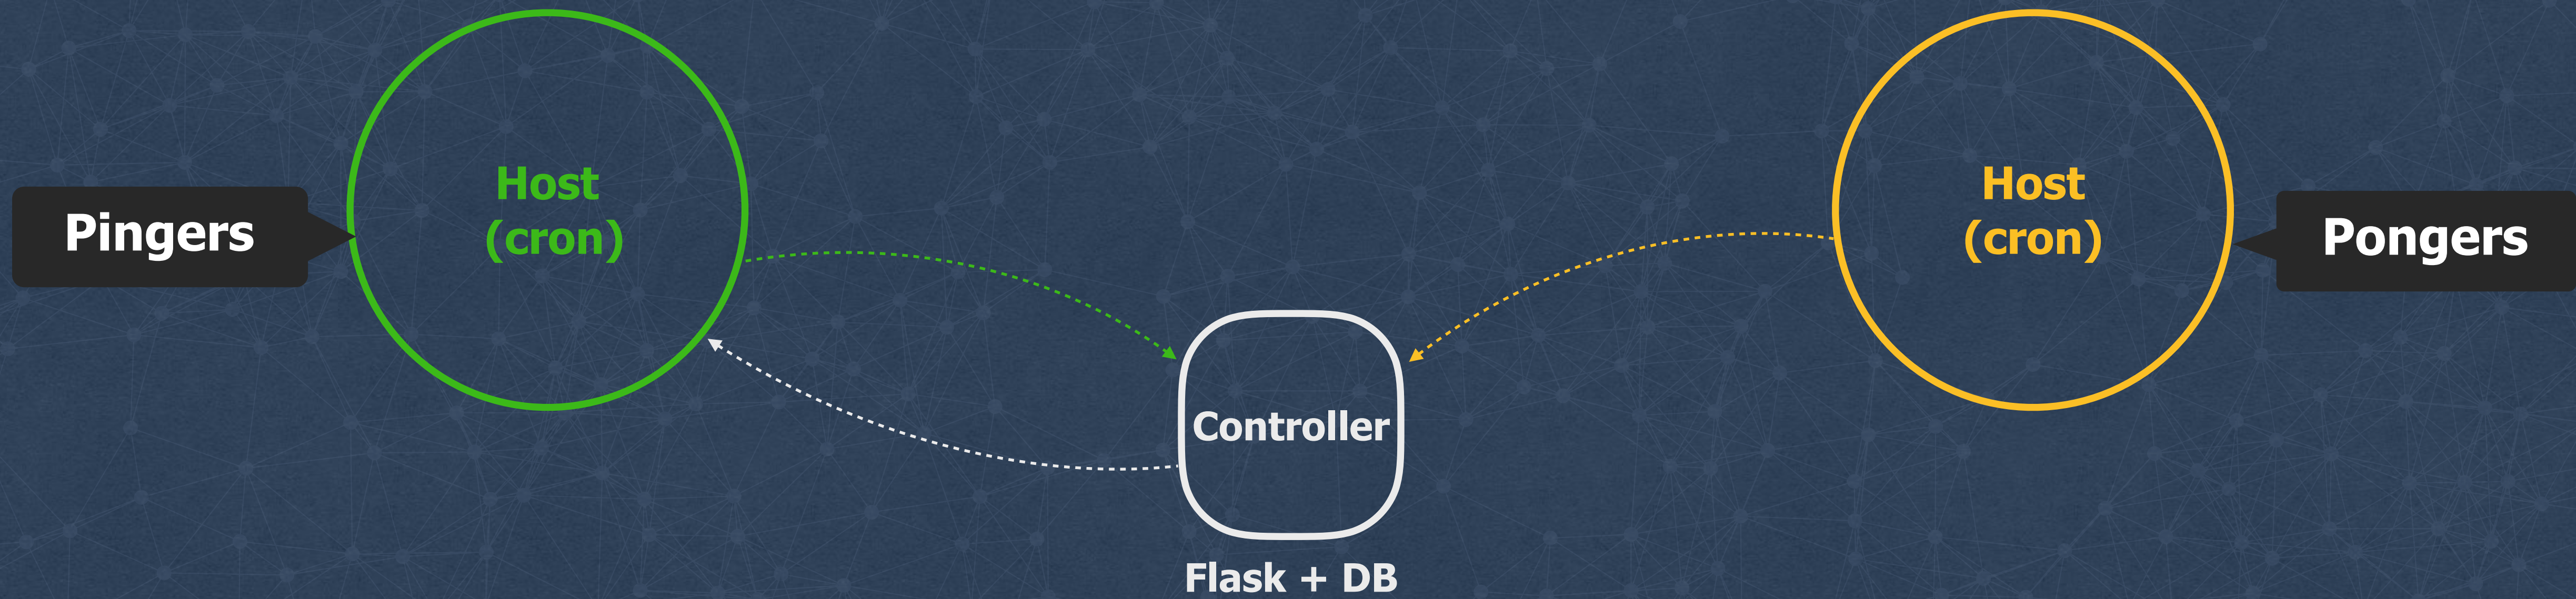 Pingers
Host
(cron)
Controller
Flask + DB
Host
(cron)
Pongers